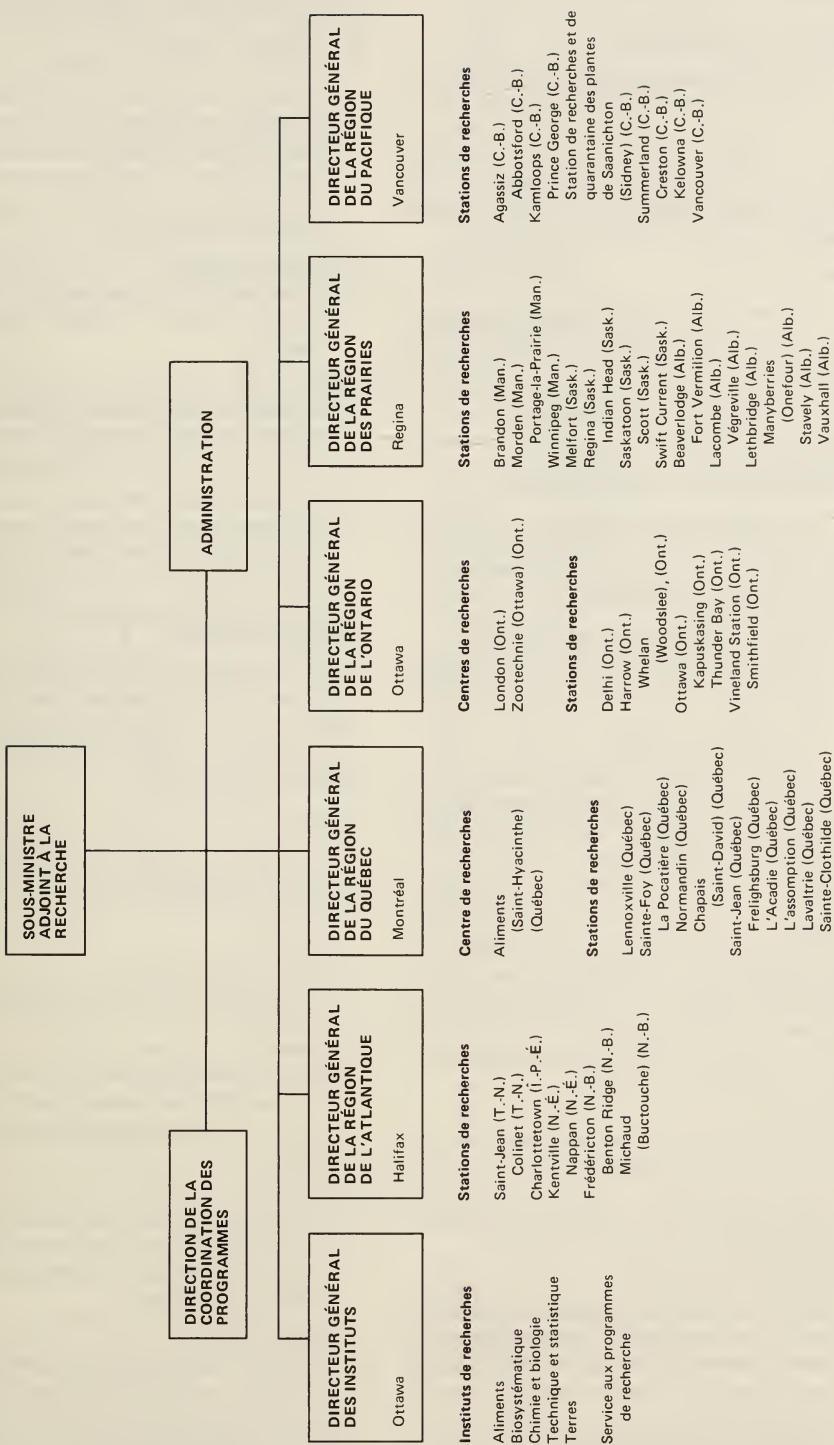 SOUS-MINISTRE
ADJOINT À LA
RECHERCHE
DIRECTION DE LA
COORDINATION DES
PROGRAMMES
ADMINISTRATION
DIRECTEUR GÉNÉRAL
DES INSTITUTS
Ottawa
Instituts de recherches
Aliments
Biosystématique
Chimie et biologie
Technique et statistique
Terres
Service aux programmes
de recherche
DIRECTEUR GÉNÉRAL
DE LA RÉGION
DE L'ATLANTIQUE
Halifax
Stations de recherches
Saint-Jean (T.-N.)
Colinet (T.-N.)
Charlottetown (Î.-P.-É.)
Kentville (N.-É.)
Nappan (N.-É.)
Frédéricton (N.-B.)
Benton Ridge (N.-B.)
Michaud
(Buctouche) (N.-B.)
DIRECTEUR GÉNÉRAL
DE LA RÉGION
DU QUÉBEC
Montréal
Centre de recherches
Aliments
(Saint-Hyacinthe)
(Québec)
Stations de recherches
Lennoxville (Québec)
Sainte-Foy (Québec)
La Pocatière (Québec)
Normandin (Québec)
Chapais
(Saint-David) (Québec)
Saint-Jean (Québec)
Frelighsburg (Québec)
L'Acadie (Québec)
L'assomption (Québec)
Lavaltrie (Québec)
Sainte-Clothilde (Québec)
DIRECTEUR GÉNÉRAL
DE LA RÉGION
DE L'ONTARIO
Ottawa
Centres de recherches
London (Ont.)
Zootechnie (Ottawa) (Ont.)
Stations de recherches
Delhi (Ont.)
Harrow (Ont.)
Whelan
(Woodslee), (Ont.)
Ottawa (Ont.)
Kapuskasing (Ont.)
Thunder Bay (Ont.)
Vineland Station (Ont.)
Smithfield (Ont.)
DIRECTEUR GÉNÉRAL
DE LA RÉGION
DES PRAIRIES
Regina
Stations de recherches
Brandon (Man.)
Morden (Man.)
Portage-la-Prairie (Man.)
Winnipeg (Man.)
Melfort (Sask.)
Regina (Sask.)
Indian Head (Sask.)
Saskatoon (Sask.)
Scott (Sask.)
Swift Current (Sask.)
Beaverlodge (Alb.)
Fort Vermilion (Alb.)
Lacombe (Alb.)
Végreville (Alb.)
Lethbridge (Alb.)
Manyberries
(Onefour) (Alb.)
Stavely (Alb.)
Vauxhall (Alb.)
DIRECTEUR GÉNÉRAL
DE LA RÉGION
DU PACIFIQUE
Vancouver
Stations de recherches
Agassiz (C.-B.)
Abbotsford (C.-B.)
Kamloops (C.-B.)
Prince George (C.-B.)
Station de recherches et de
quarantaine des plantes
de Saanichton
(Sidney) (C.-B.)
Summerland (C.-B.)
Creston (C.-B.)
Kelowna (C.-B.)
Vancouver (C.-B.)